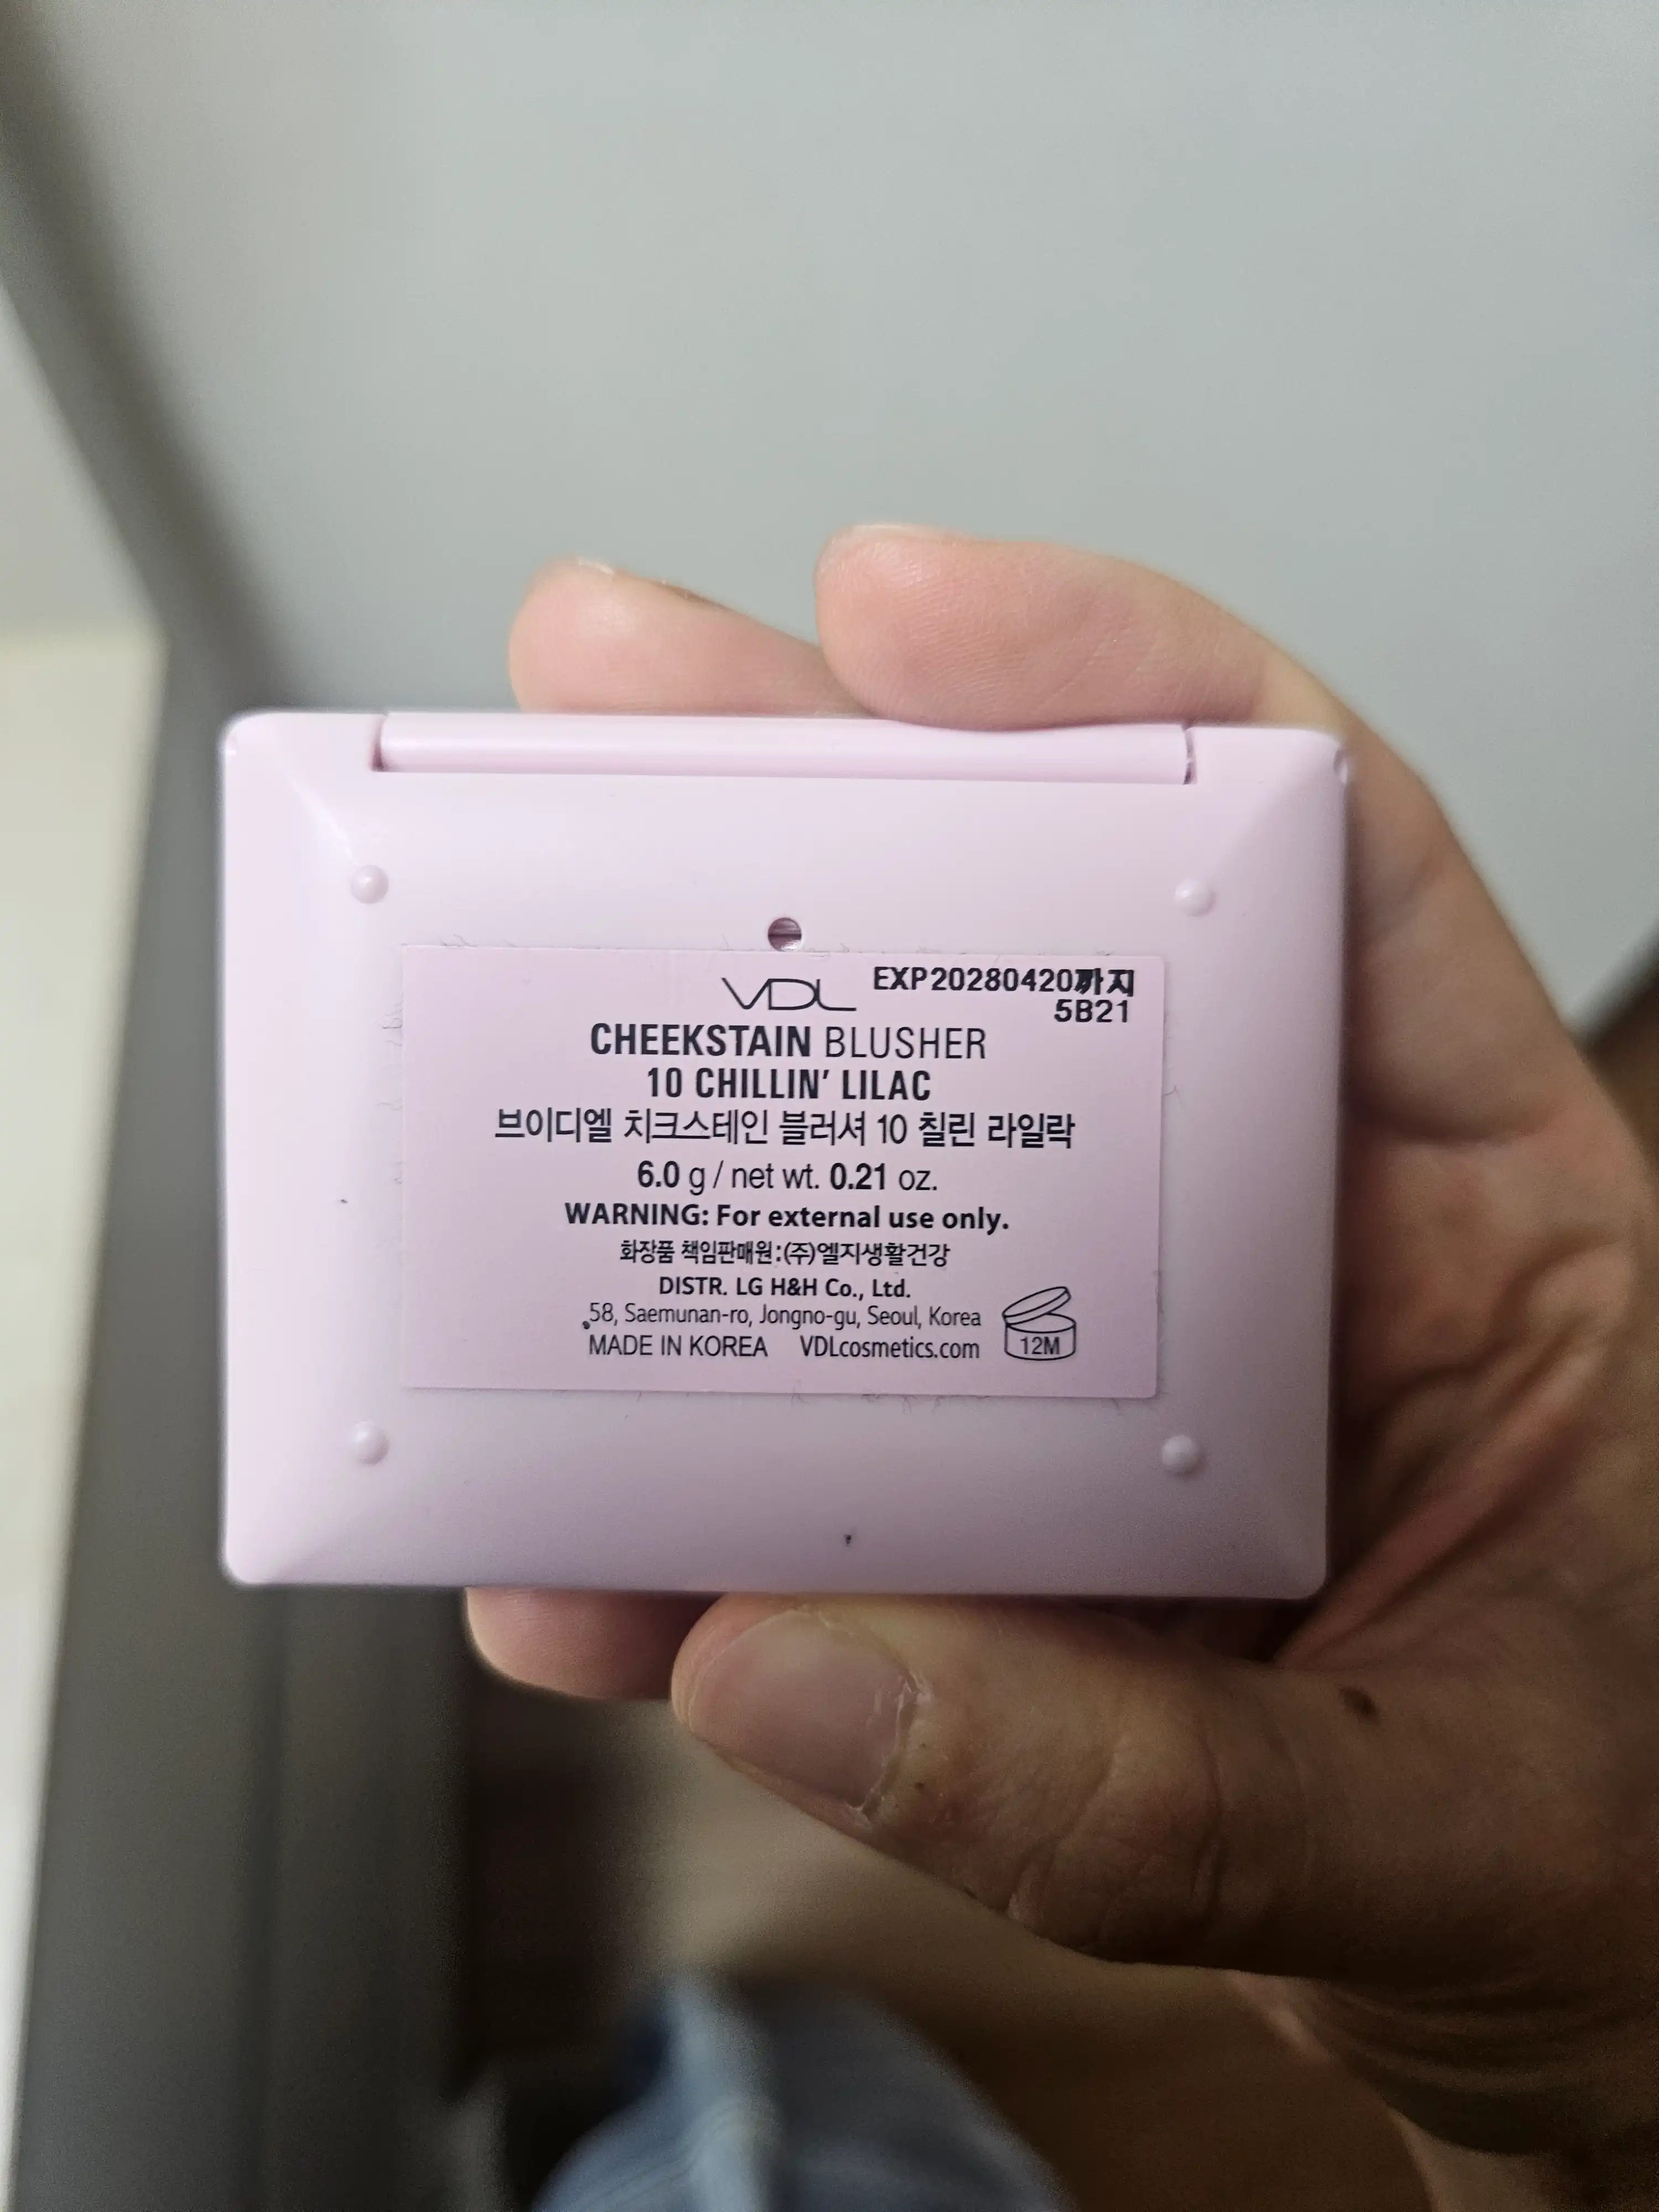 VDL
EXP20280420까지
5B21
CHEEKSTAIN BLUSHER
10 CHILLIN' LILAC
브이디엘 치크스테인 블러셔 10 칠린 라일락
6.0 g / net wt. 0.21 oz.
WARNING: For external use only.
화장품 책임판매원:(주)엘지생활건강
DISTR. LG H&H Co., Ltd.
58, Saemunan-ro, Jongno-gu, Seoul, Korea
MADE IN KOREA VDLcosmetics.com
12M